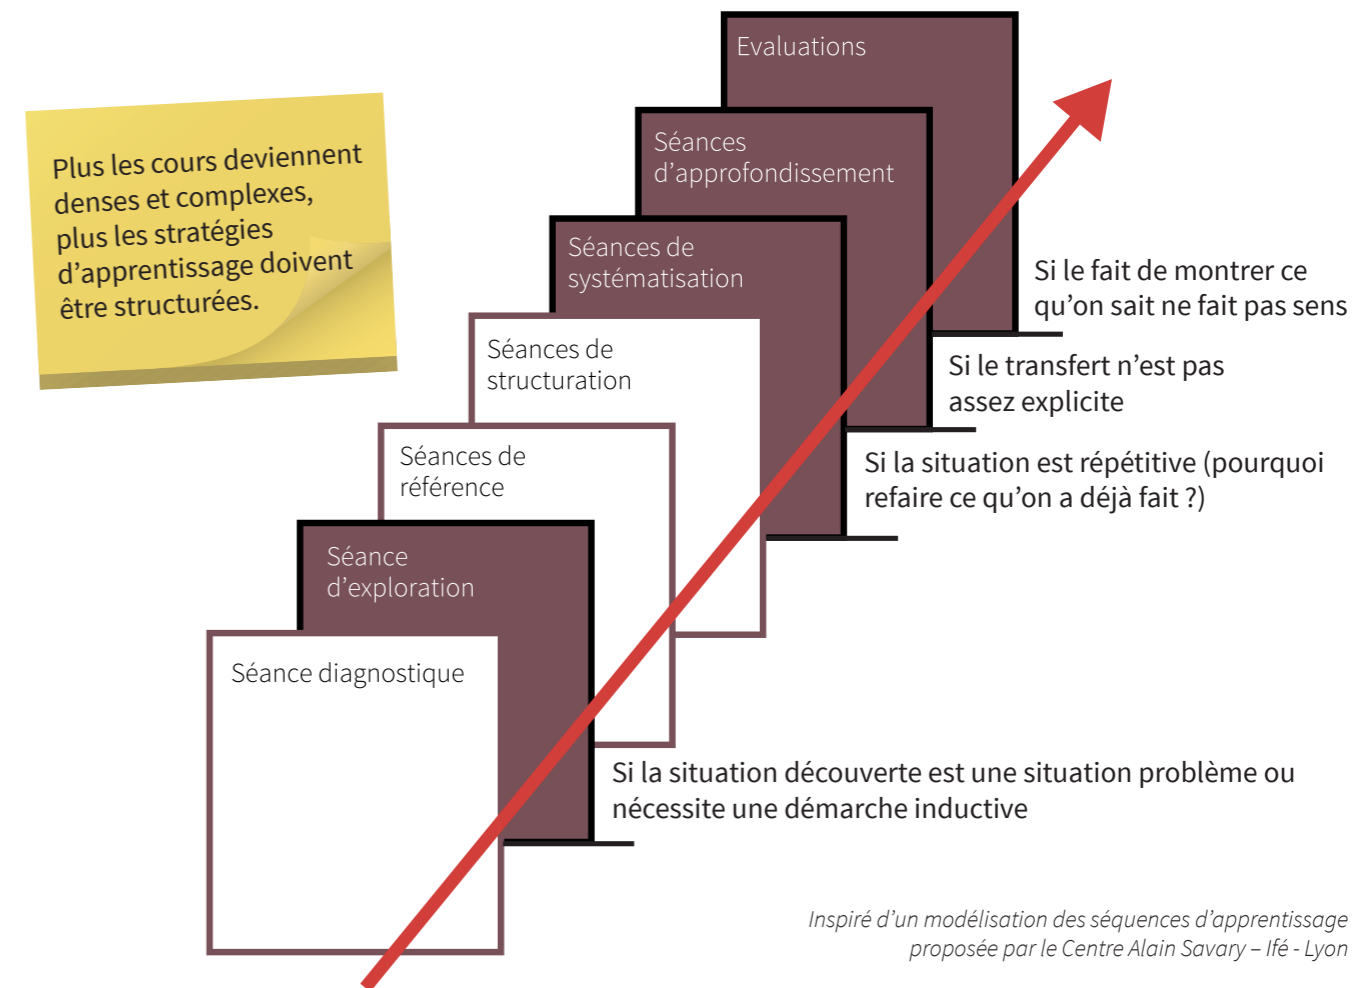 Evaluations
Séances
d’approfondissement
Plus les cours deviennent
denses et complexes,
plus les stratégies
d’apprentissage doivent
être structurées.
Séances de
systématisation
Si le fait de montrer ce
qu’on sait ne fait pas sens
Séances de
structuration
Si le transfert n’est pas
assez explicite
Séances de
référence
Si la situation est répétitive (pourquoi
refaire ce qu’on a déjà fait ?)
Séance
d’exploration
Séance diagnostique
Si la situation découverte est une situation problème ou
nécessite une démarche inductive
Inspiré d’un modélisation des séquences d’apprentissage
proposée par le Centre Alain Savary – Ifé - Lyon